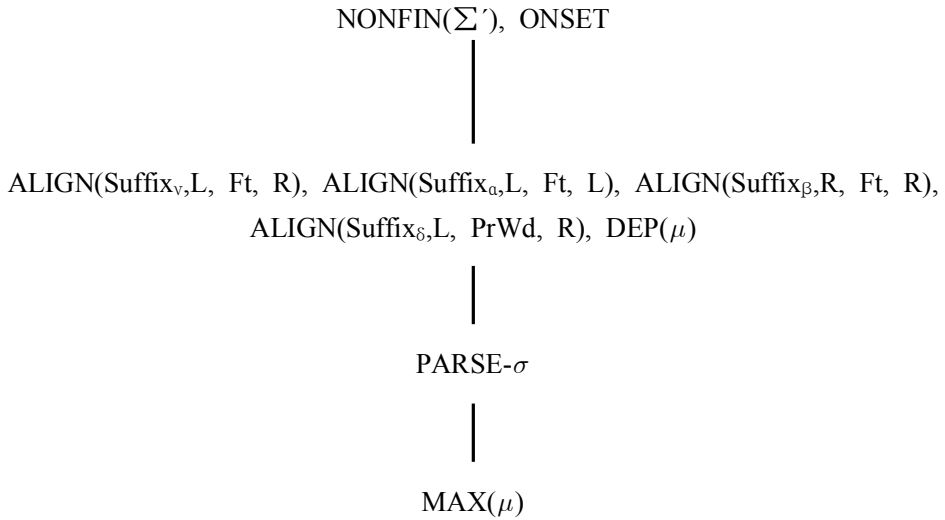 NONFIN(Σ´), ONSET
ALIGN(Suffixᵥ,L, Ft, R), ALIGN(Suffixα,L, Ft, L), ALIGN(Suffixᵦ,R, Ft, R),
ALIGN(Suffixδ,L, PrWd, R), DEP(μ)
PARSE-σ
MAX(μ)